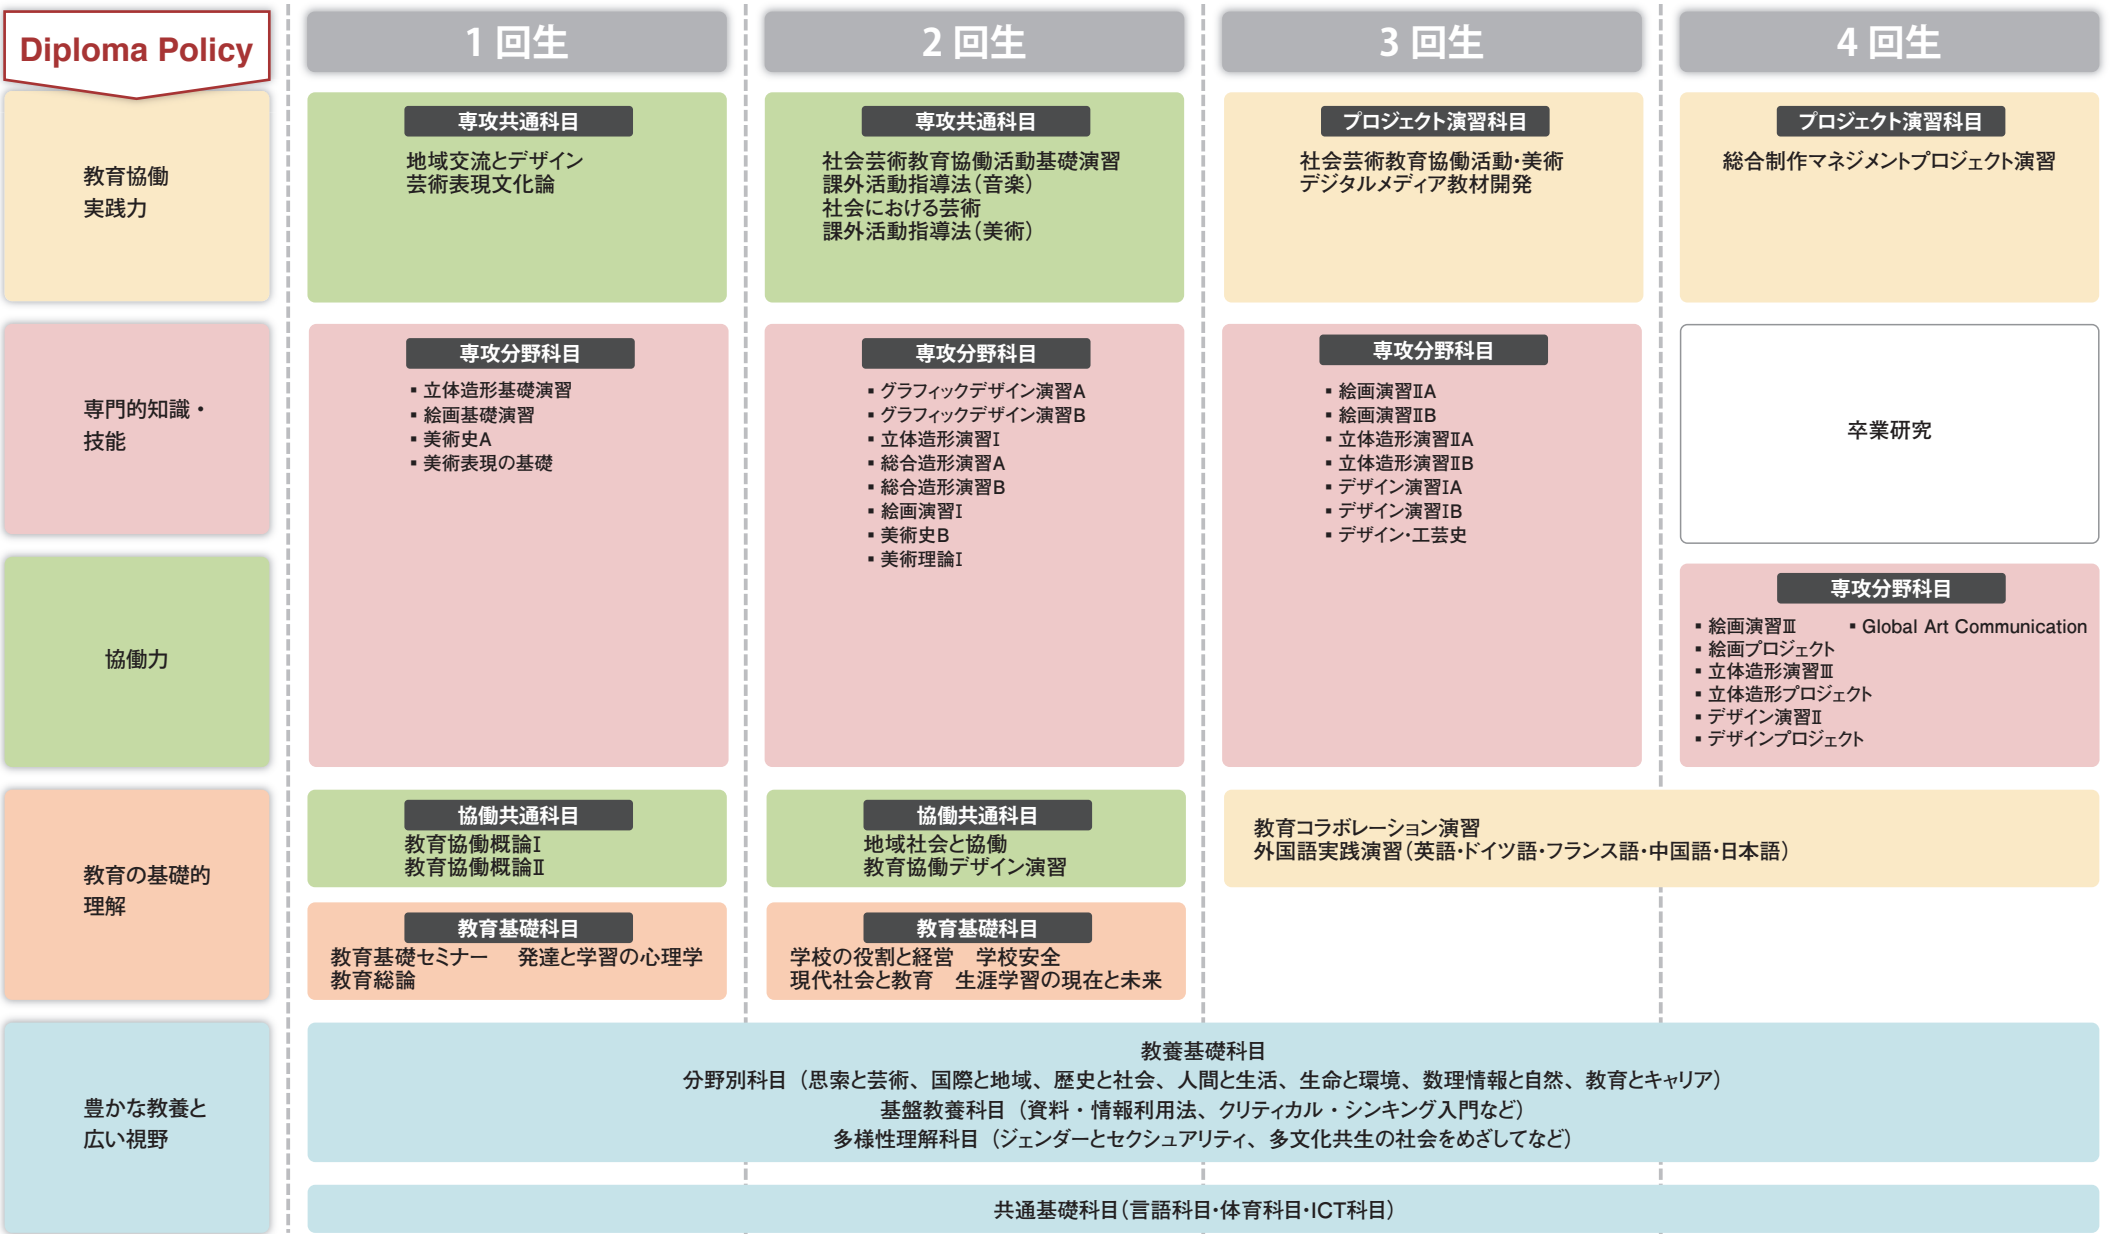 Diploma Policy
1 回生
2 回生
3 回生
4 回生
教育協働
実践力
専攻共通科目
地域交流とデザイン
芸術表現文化論
専攻共通科目
社会芸術教育協働活動基礎演習
課外活動指導法(音楽)
社会における芸術
課外活動指導法(美術)
プロジェクト演習科目
社会芸術教育協働活動・美術
デジタルメディア教材開発
プロジェクト演習科目
総合制作マネジメントプロジェクト演習
専門的知識・
技能
専攻分野科目
▪ 立体造形基礎演習
▪ 絵画基礎演習
▪ 美術史A
▪ 美術表現の基礎
専攻分野科目
▪ グラフィックデザイン演習A
▪ グラフィックデザイン演習B
▪ 立体造形演習Ⅰ
▪ 総合造形演習A
▪ 総合造形演習B
▪ 絵画演習Ⅰ
▪ 美術史B
▪ 美術理論Ⅰ
専攻分野科目
▪ 絵画演習ⅡA
▪ 絵画演習ⅡB
▪ 立体造形演習ⅡA
▪ 立体造形演習ⅡB
▪ デザイン演習ⅠA
▪ デザイン演習ⅠB
▪ デザイン・工芸史
卒業研究
協働力
専攻分野科目
▪ 絵画演習Ⅲ ▪ Global Art Communication
▪ 絵画プロジェクト
▪ 立体造形演習Ⅲ
▪ 立体造形プロジェクト
▪ デザイン演習Ⅱ
▪ デザインプロジェクト
教育の基礎的
理解
協働共通科目
教育協働概論Ⅰ
教育協働概論Ⅱ
協働共通科目
地域社会と協働
教育協働デザイン演習
教育コラボレーション演習
外国語実践演習(英語・ドイツ語・フランス語・中国語・日本語)
教育基礎科目
教育基礎セミナー 発達と学習の心理学
教育総論
教育基礎科目
学校の役割と経営 学校安全
現代社会と教育 生涯学習の現在と未来
豊かな教養と
広い視野
教養基礎科目
分野別科目(思索と芸術、国際と地域、歴史と社会、人間と生活、生命と環境、数理情報と自然、教育とキャリア)
基盤教養科目(資料・情報利用法、クリティカル・シンキング入門など)
多様性理解科目(ジェンダーとセクシュアリティ、多文化共生の社会をめざしてなど)
共通基礎科目(言語科目・体育科目・ICT科目)